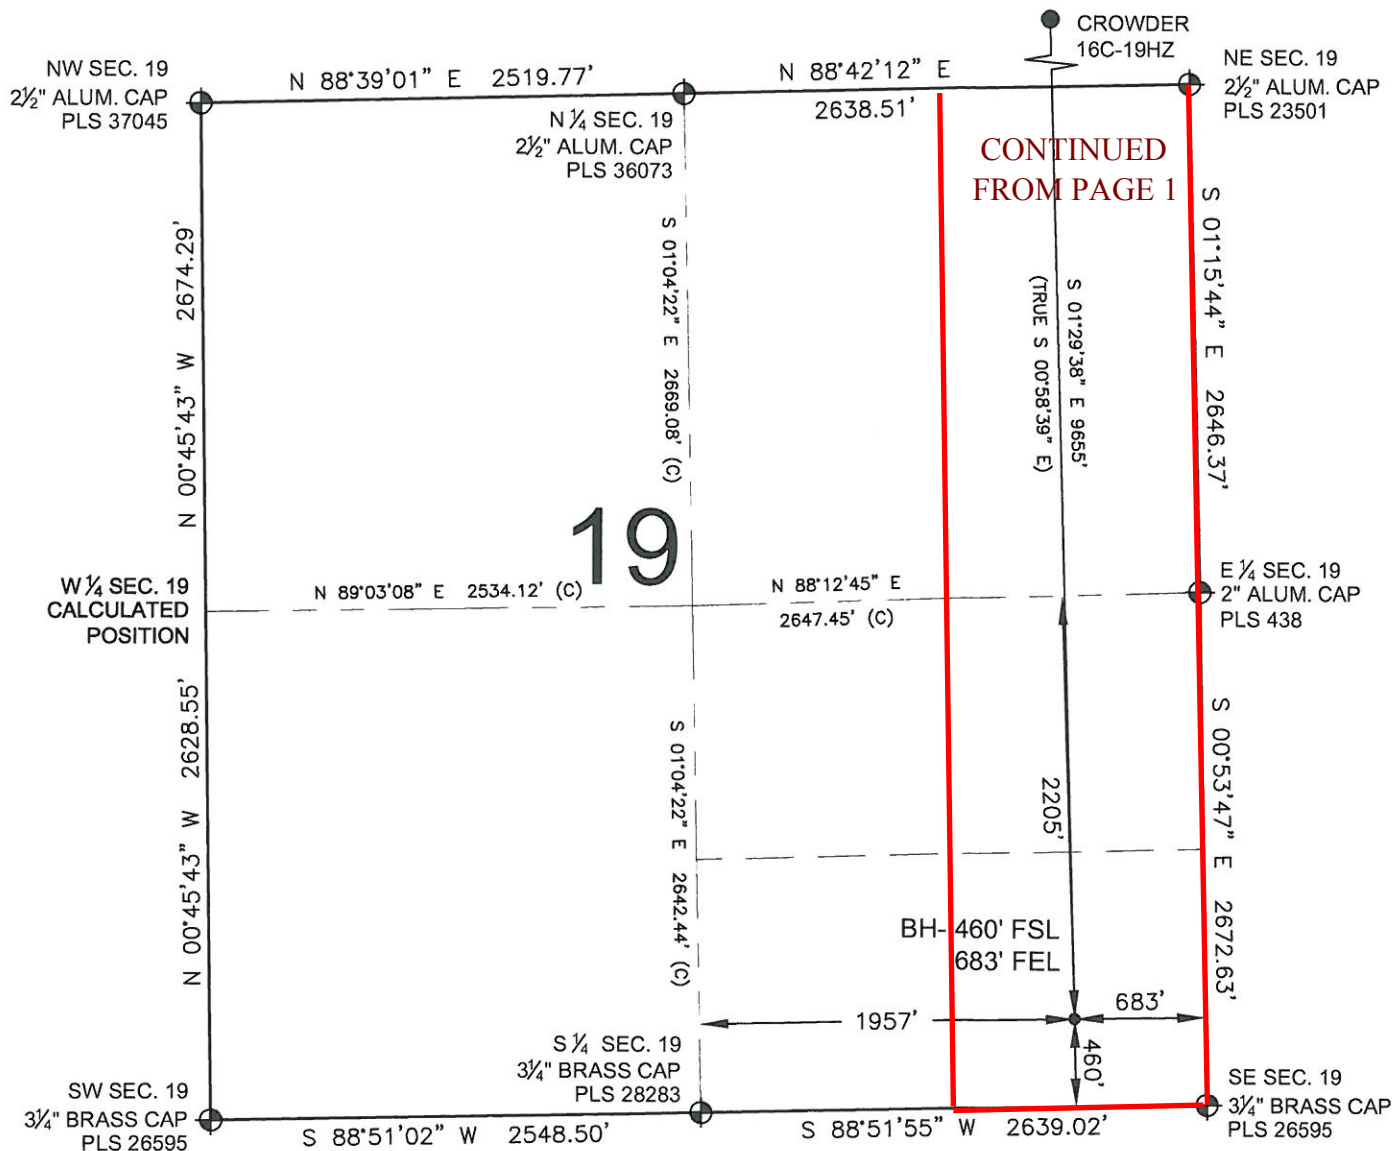 CROWDER
16C-19HZ
NW SEC. 19
2½" ALUM. CAP
PLS 37045
N 88°39'01" E 2519.77'
N ¼ SEC. 19
2½" ALUM. CAP
PLS 36073
N 88°42'12" E
2638.51'
NE SEC. 19
2½" ALUM. CAP
PLS 23501
CONTINUED
FROM PAGE 1
N 00°45'43" W 2674.29'
S 01°04'22" E 2669.08' (C)
S 01°29'38" E 9655'
(TRUE S 00°58'39" E)
S 01°15'44" E 2646.37'
19
W ¼ SEC. 19
CALCULATED
POSITION
N 89°03'08" E 2534.12' (C)
N 88°12'45" E
2647.45' (C)
E ¼ SEC. 19
2" ALUM. CAP
PLS 438
N 00°45'43" W 2628.55'
S 01°04'22" E 2642.44' (C)
2205'
S 00°53'47" E 2672.63'
BH- 460' FSL
683' FEL
1957'
683'
460'
SW SEC. 19
3¼" BRASS CAP
PLS 26595
S ¼ SEC. 19
3¼" BRASS CAP
PLS 28283
SE SEC. 19
3¼" BRASS CAP
PLS 26595
S 88°51'02" W 2548.50'
S 88°51'55" W 2639.02'